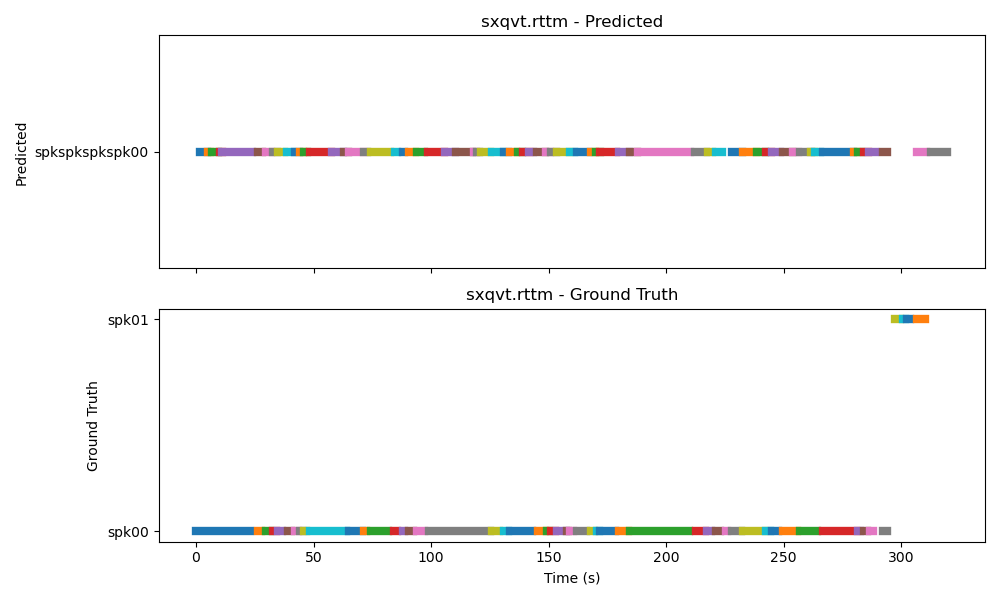 sxqvt.rttm - Predicted
Predicted
spkspkspkspk00
sxqvt.rttm - Ground Truth
Ground Truth
spk01
spk00
0 50 100 150 200 250 300
Time (s)